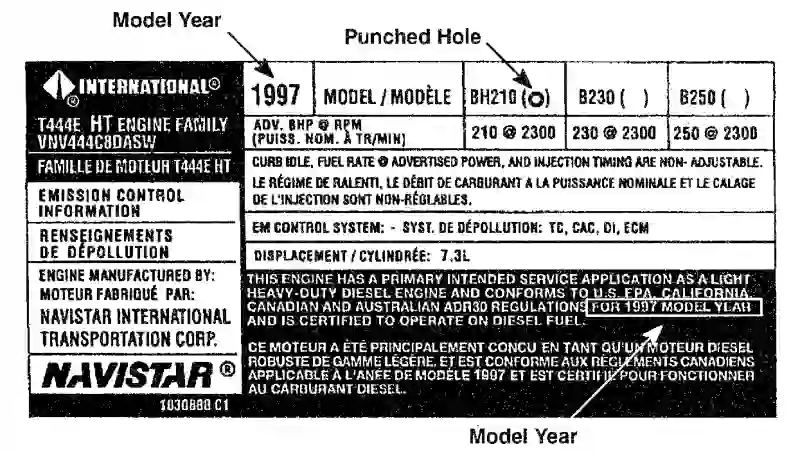 Model Year
Punched Hole
INTERNATIONAL®
T444E HT ENGINE FAMILY
VNV444C8DASW
FAMILLE DE MOTEUR T444E HT
EMISSION CONTROL
INFORMATION
RENSEIGNEMENTS
DE DÉPOLLUTION
ENGINE MANUFACTURED BY:
MOTEUR FABRIQUÉ PAR:
NAVISTAR INTERNATIONAL
TRANSPORTATION CORP.
NAVISTAR®
1830888 C1
1997 MODEL / MODÈLE BH210 (O) B230 ( ) B250 ( )
ADV. BHP @ RPM
(PUISS. NOM. À TR/MIN) 210 @ 2300 230 @ 2300 250 @ 2300
CURB IDLE, FUEL RATE @ ADVERTISED POWER, AND INJECTION TIMING ARE NON- ADJUSTABLE.
LE RÉGIME DE RALENTI, LE DÉBIT DE CARBURANT A LA PUISSANCE NOMINALE ET LE CALAGE
DE L'INJECTION SONT NON-RÉGLABLES.
EM CONTROL SYSTEM: - SYST. DE DÉPOLLUTION: TC, CAC, DI, ECM
DISPLACEMENT / CYLINDRÉE: 7.3L
THIS ENGINE HAS A PRIMARY INTENDED SERVICE APPLICATION AS A LIGHT
HEAVY-DUTY DIESEL ENGINE AND CONFORMS TO U.S. EPA, CALIFORNIA,
CANADIAN AND AUSTRALIAN ADR30 REGULATIONS FOR 1997 MODEL YEAR
AND IS CERTIFIED TO OPERATE ON DIESEL FUEL.
CE MOTEUR A ÉTÉ PRINCIPALEMENT CONCU EN TANT QU'UN MOTEUR DIESEL
ROBUSTE DE GAMME LÉGÈRE, ET EST CONFORME AUX RÈGLEMENTS CANADIENS
APPLICABLE À L'ANÉE DE MODÈLE 1997 ET EST CERTIFIÉ POUR FONCTIONNER
AU CARBURANT DIESEL.
Model Year